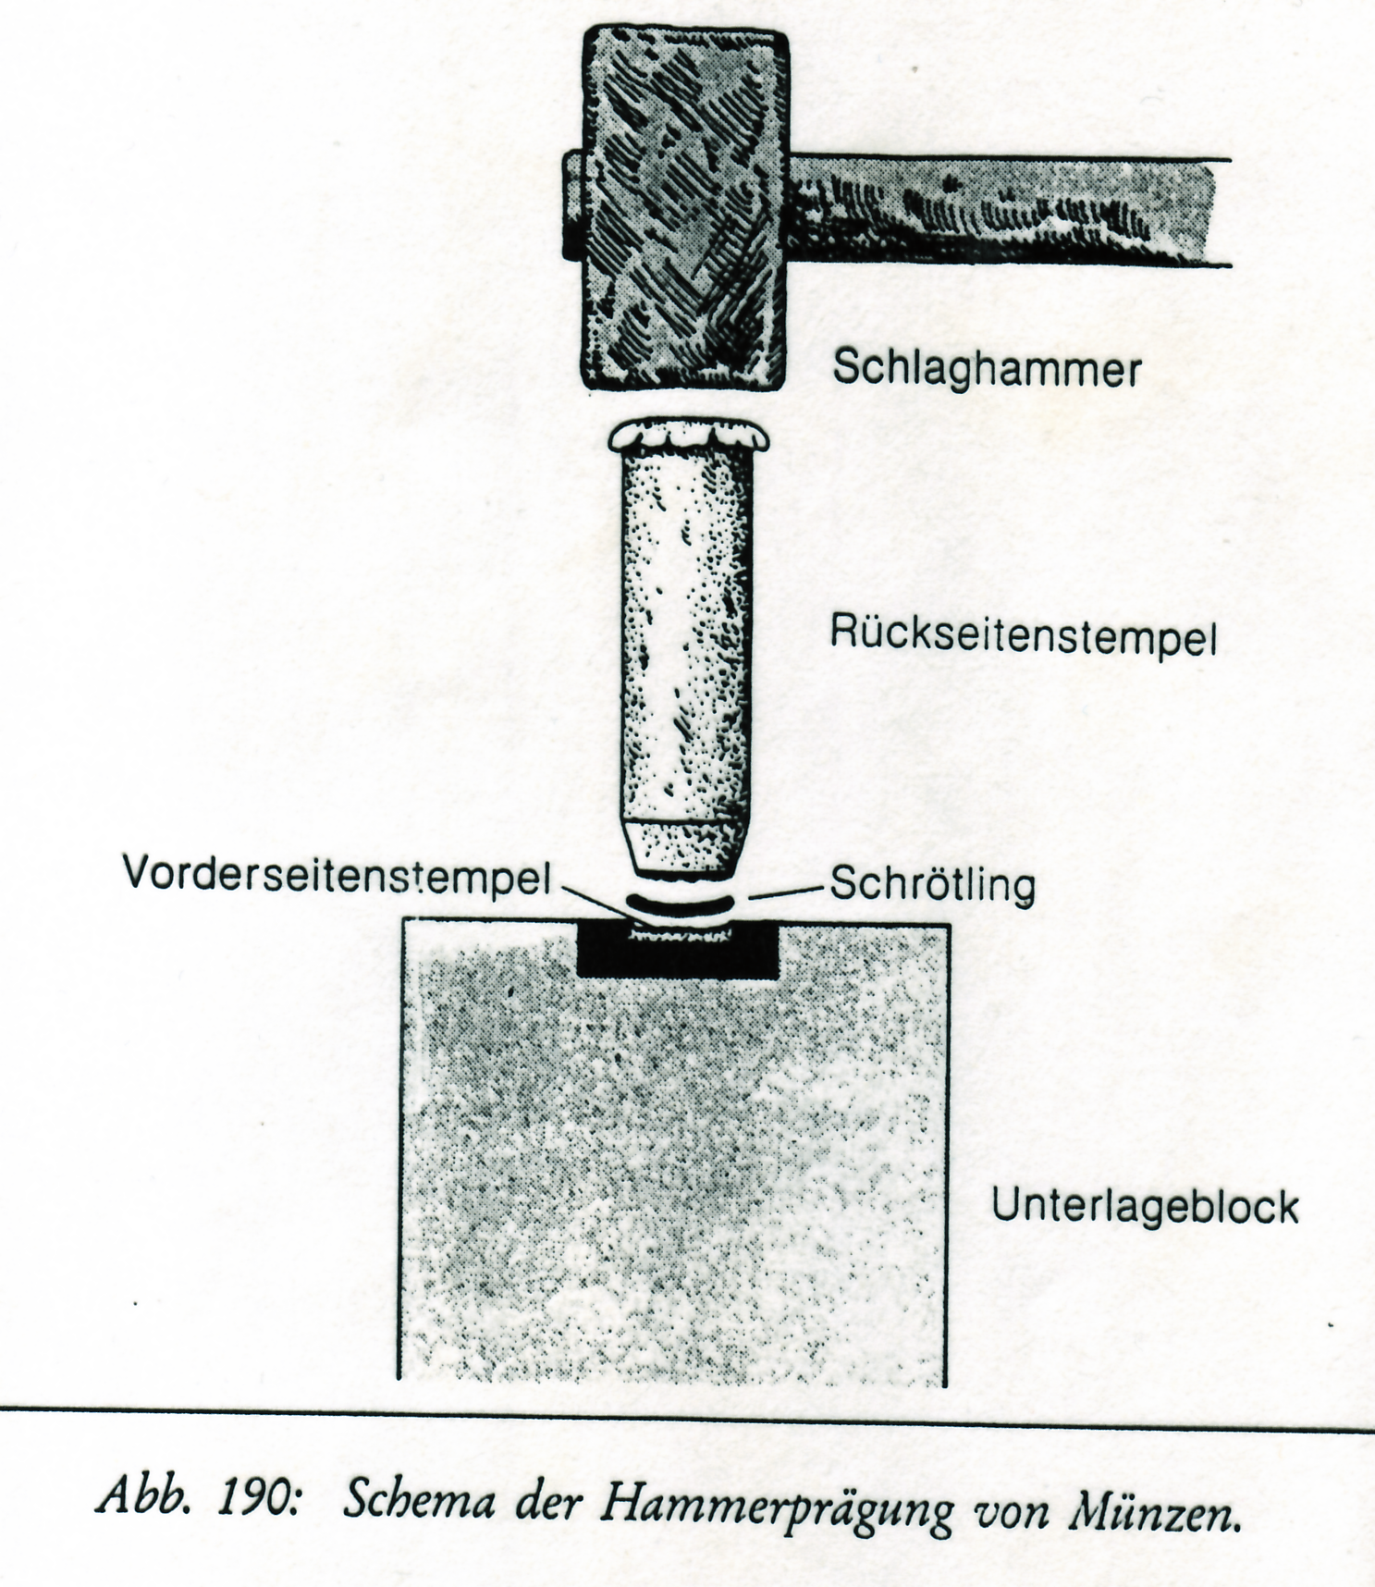 Schlaghammer
Rückseitenstempel
Vorderseitenstempel
Schrötling
Unterlageblock
Abb. 190: Schema der Hammerprägung von Münzen.